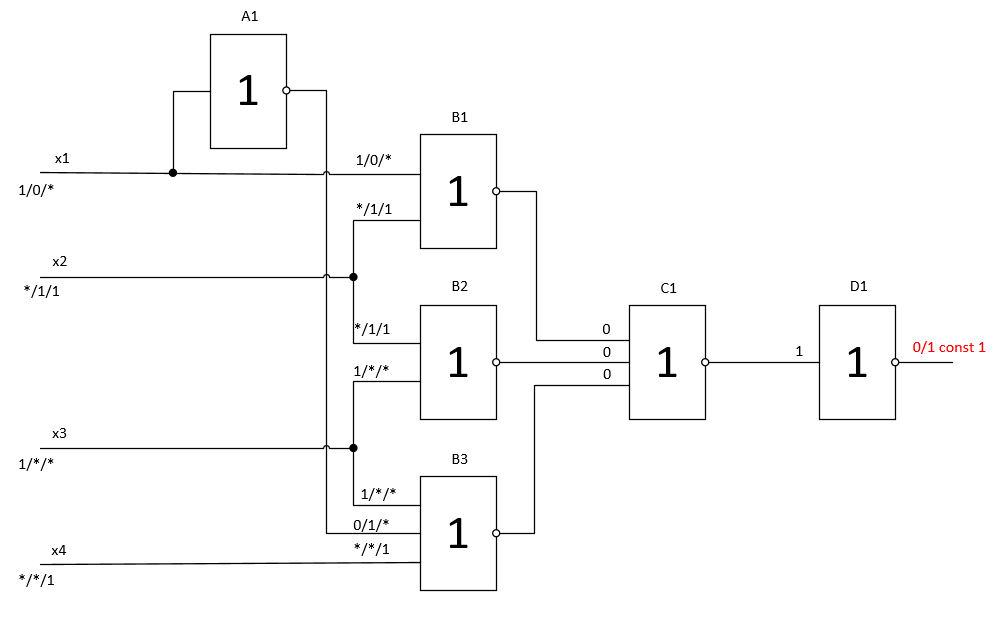 A1
1
B1
x1
1/0/*
1/0/*
1
*/1/1
x2
*/1/1
B2
C1
D1
*/1/1
0
0/1 const 1
0
1
1
1
1
1/*/*
0
x3
1/*/*
B3
1/*/*
0/1/*
1
x4
*/*/1
*/*/1